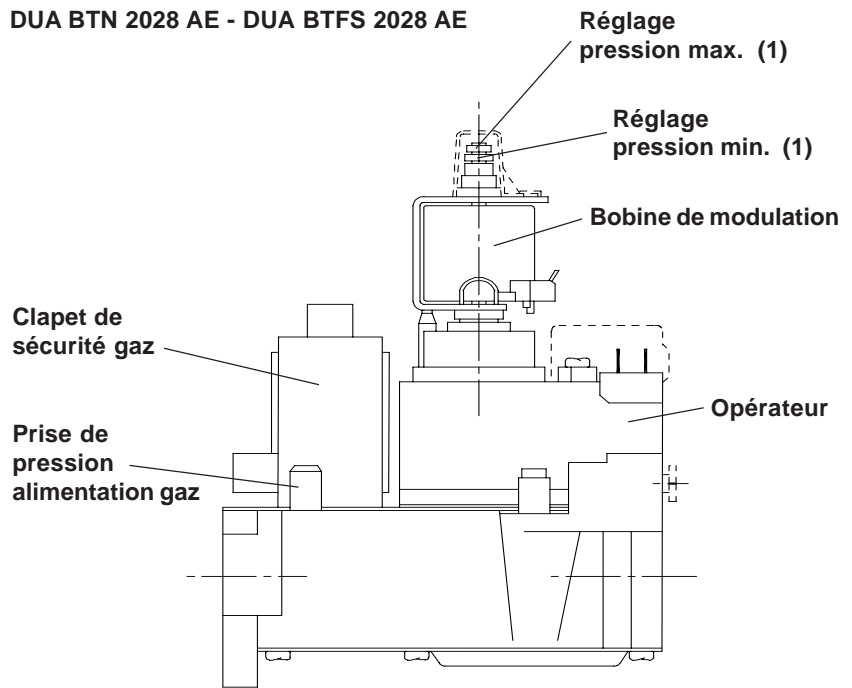 DUA BTN 2028 AE - DUA BTFS 2028 AE
Réglage
pression max. (1)
Réglage
pression min. (1)
Bobine de modulation
Clapet de
sécurité gaz
Opérateur
Prise de
pression
alimentation gaz